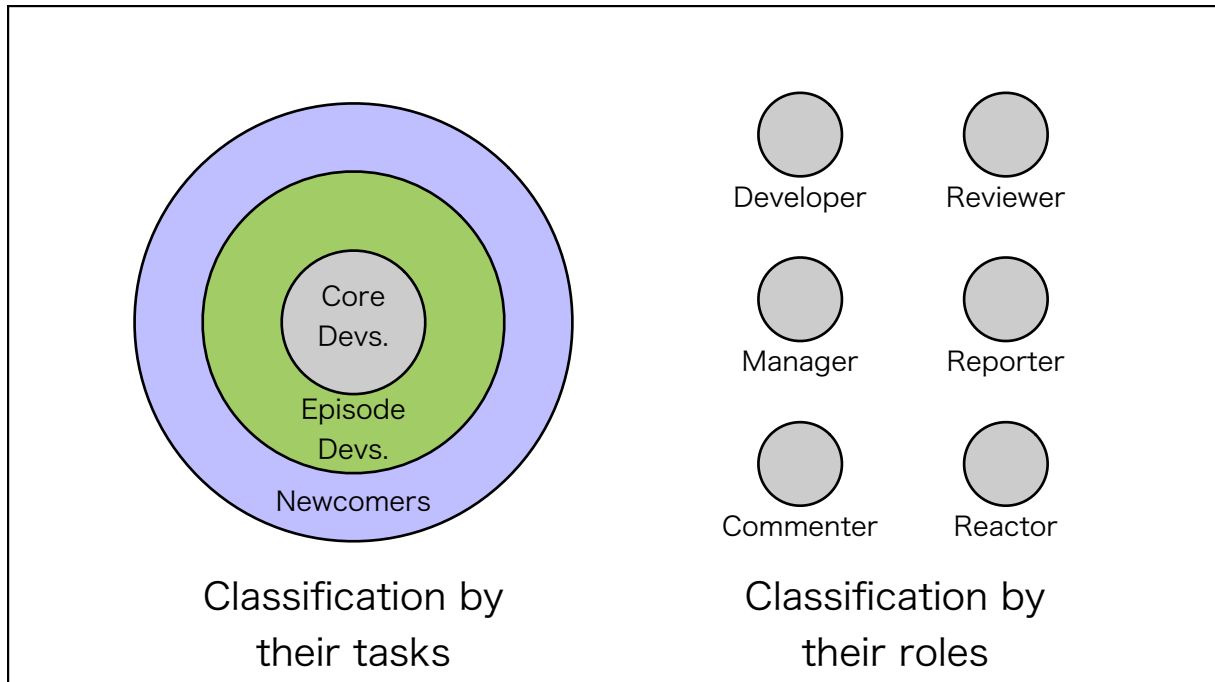 Core
Devs.
Episode
Devs.
Newcomers
Classification by
their tasks
Developer
Reviewer
Manager
Reporter
Commenter
Reactor
Classification by
their roles